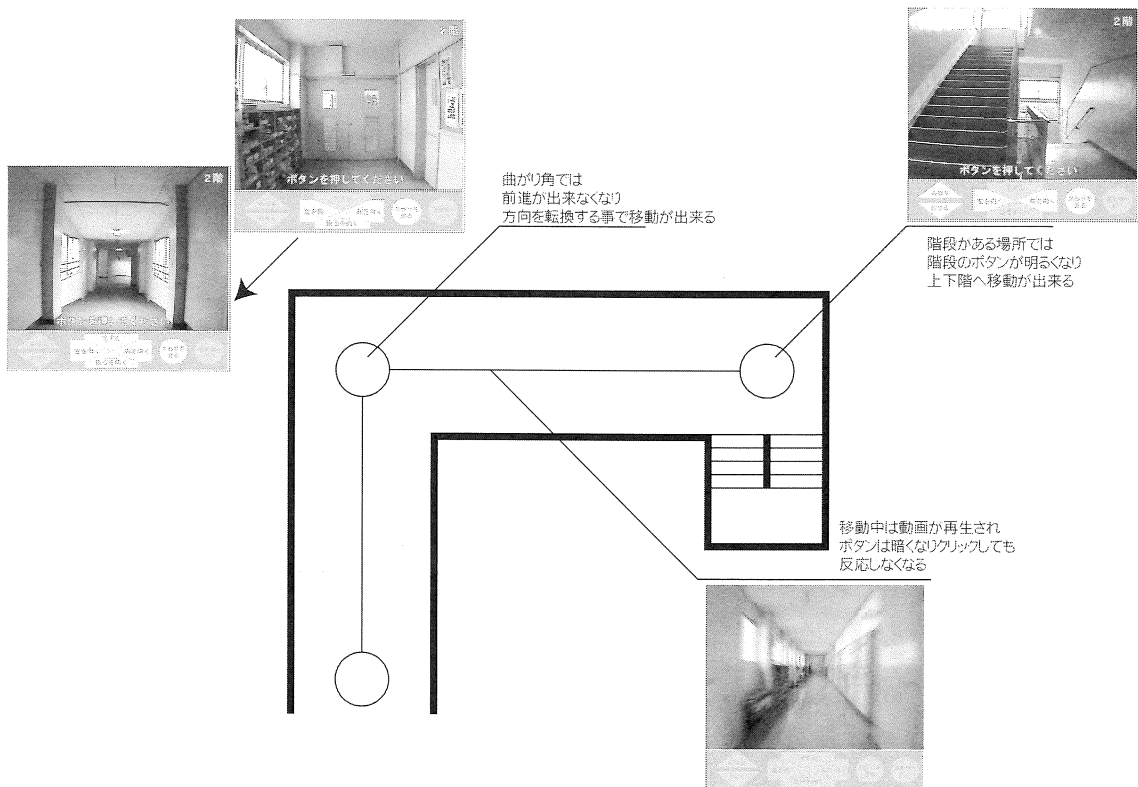 2階
ボタンを押してください
2階
2階
ボタンを押してください
曲がり角では
前進が出来なくなり
方向を転換する事で移動が出来る
階段がある場所では
階段のボタンが明るくなり
上下階へ移動が出来る
移動中は動画が再生され
ボタンは暗くなりクリックしても
反応しなくなる